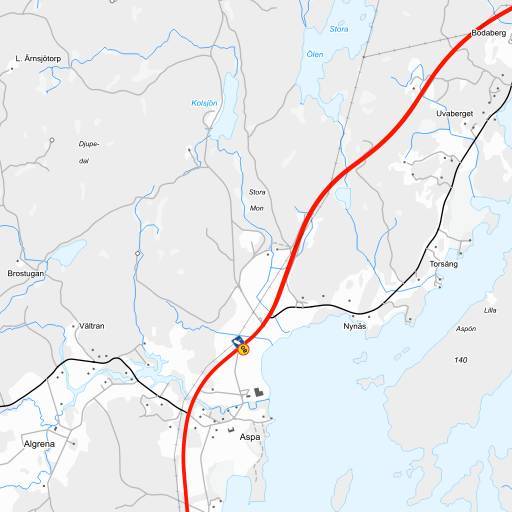 Stora
Ölen
Bodaberg
L. Årnsjötorp
Kolsjön
Uvaberget
Djupe-
dal
Stora
Mon
Torsäng
Brostugan
Lilla
Aspön
Vältran
Nynäs
140
Algrena
Aspa